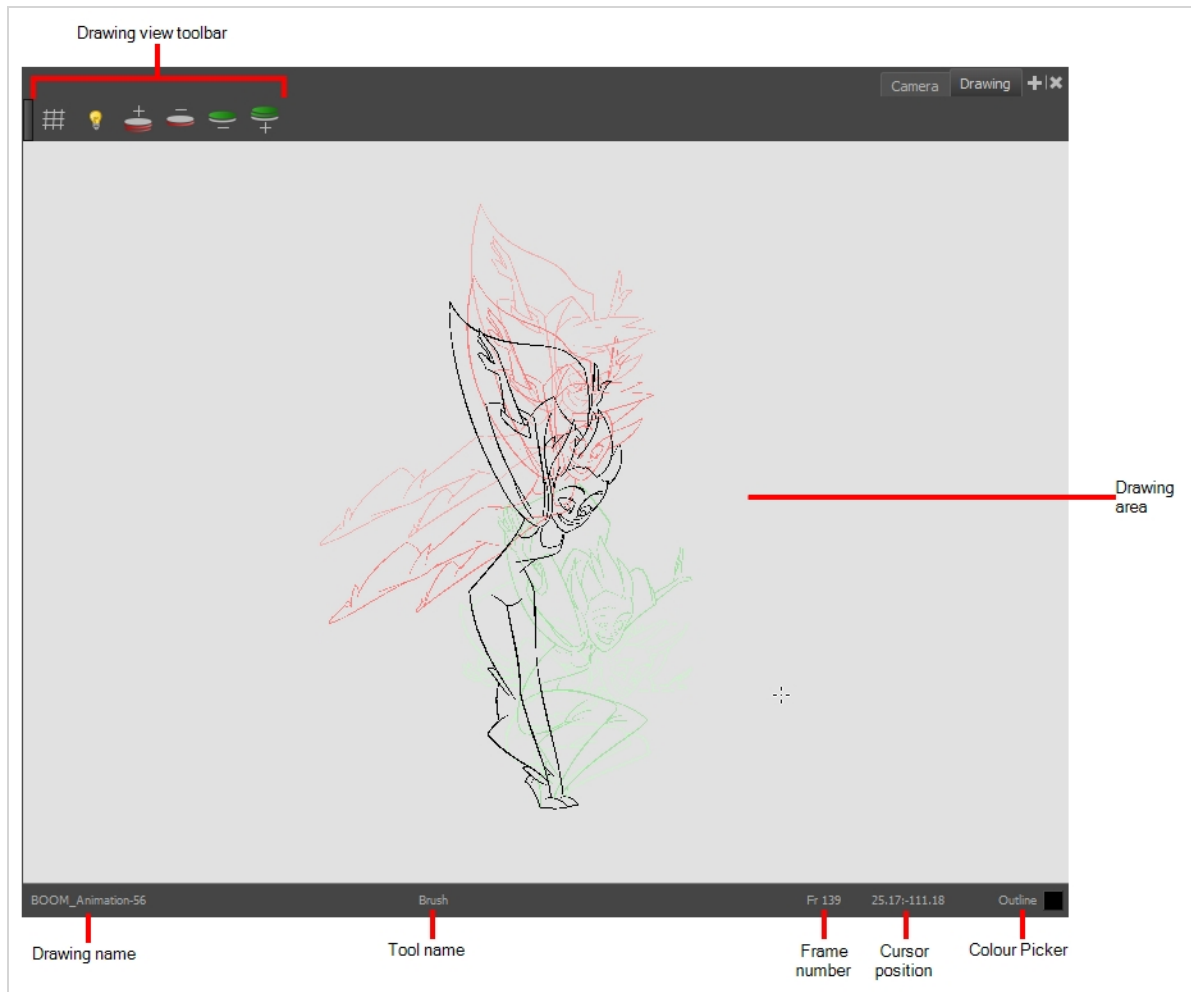 Drawing view toolbar
Camera
Drawing
Drawing
area
BOOM_Animation-56
Brush
Fr 139
25.17:-111.18
Outline
Drawing name
Tool name
Frame
number
Cursor
position
Colour Picker